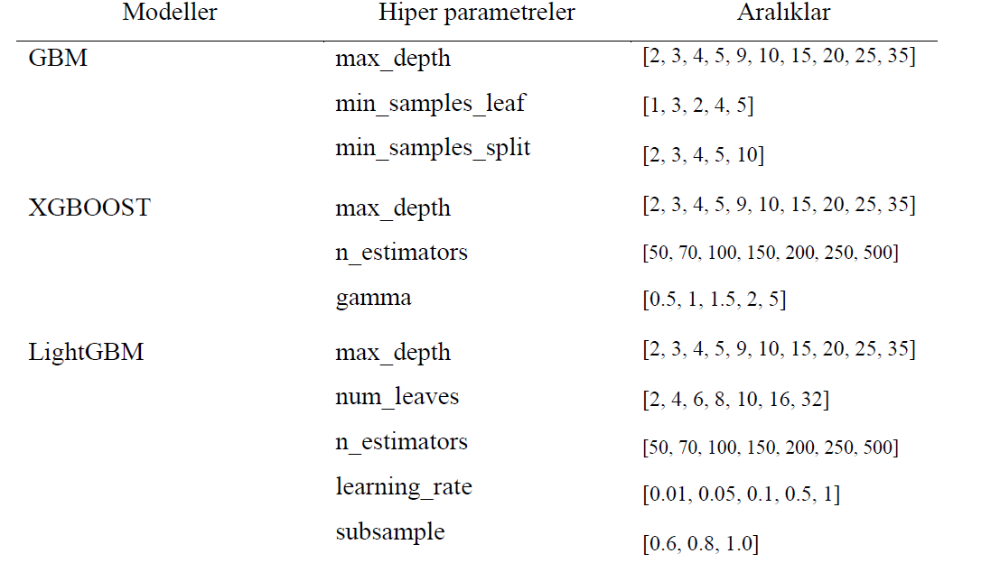 Modeller Hiper parametreler Aralıklar
GBM max_depth [2, 3, 4, 5, 9, 10, 15, 20, 25, 35]
min_samples_leaf [1, 3, 2, 4, 5]
min_samples_split [2, 3, 4, 5, 10]
XGBOOST max_depth [2, 3, 4, 5, 9, 10, 15, 20, 25, 35]
n_estimators [50, 70, 100, 150, 200, 250, 500]
gamma [0.5, 1, 1.5, 2, 5]
LightGBM max_depth [2, 3, 4, 5, 9, 10, 15, 20, 25, 35]
num_leaves [2, 4, 6, 8, 10, 16, 32]
n_estimators [50, 70, 100, 150, 200, 250, 500]
learning_rate [0.01, 0.05, 0.1, 0.5, 1]
subsample [0.6, 0.8, 1.0]